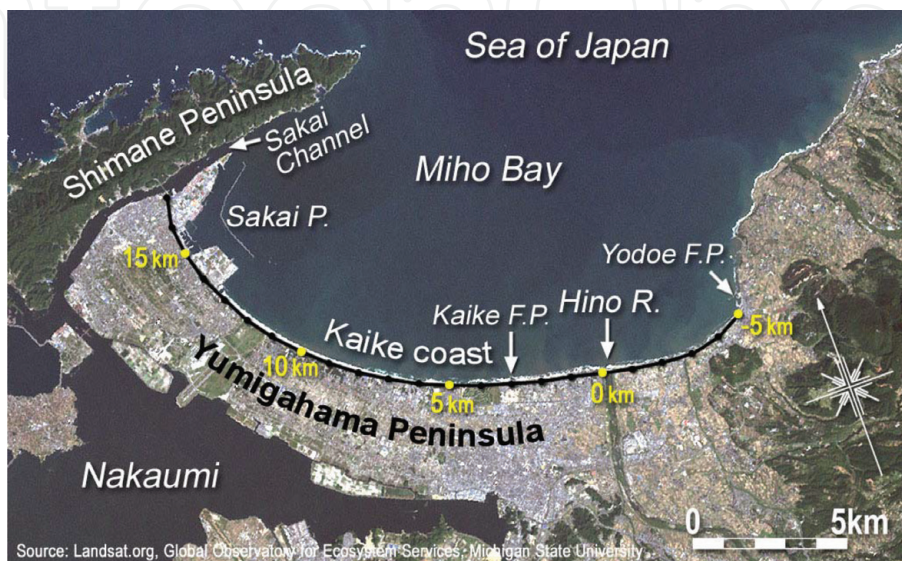 Sea of Japan
Shimane Peninsula
Sakai
Channel
Miho Bay
Sakai P.
15 km
Yodoe F.P.
Kaike F.P.
Hino R.
-5 km
Kaike coast
10 km
5 km
0 km
Yumigahama Peninsula
Nakaumi
0 5km
Source: Landsat.org, Global Observatory for Ecosystem Services, Michigan State University